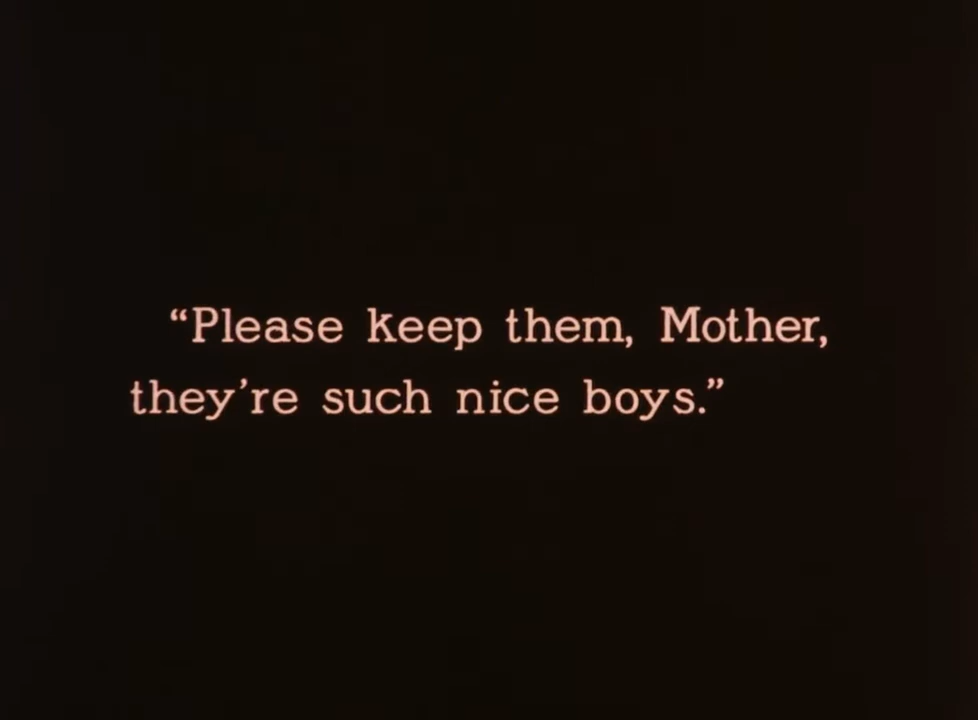 “Please keep them, Mother,
they’re such nice boys.”